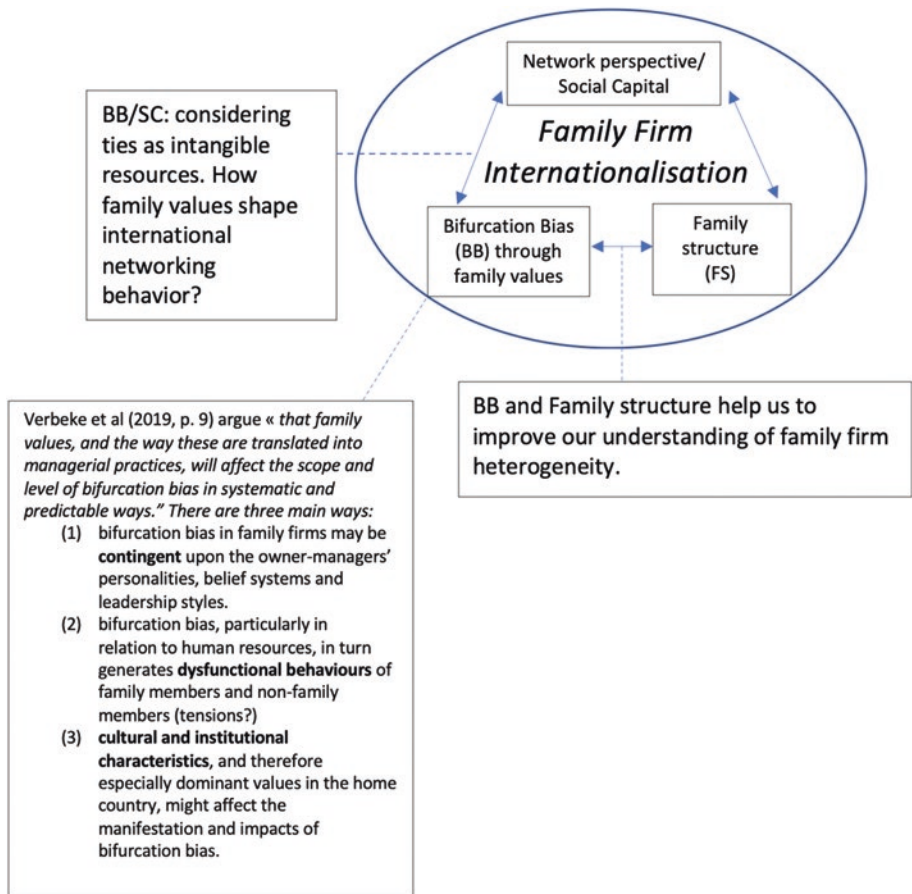 Network perspective/
Social Capital
Family Firm
Internationalisation
Bifurcation Bias
(BB) through
family values
Family
structure
(FS)
BB/SC: considering
ties as intangible
resources. How
family values shape
international
networking
behavior?
BB and Family structure help us to
improve our understanding of family firm
heterogeneity.
Verbeke et al (2019, p. 9) argue « that family
values, and the way these are translated into
managerial practices, will affect the scope and
level of bifurcation bias in systematic and
predictable ways." There are three main ways:
(1) bifurcation bias in family firms may be
contingent upon the owner-managers'
personalities, belief systems and
leadership styles.
(2) bifurcation bias, particularly in
relation to human resources, in turn
generates dysfunctional behaviours of
family members and non-family
members (tensions?)
(3) cultural and institutional
characteristics, and therefore
especially dominant values in the home
country, might affect the
manifestation and impacts of
bifurcation bias.